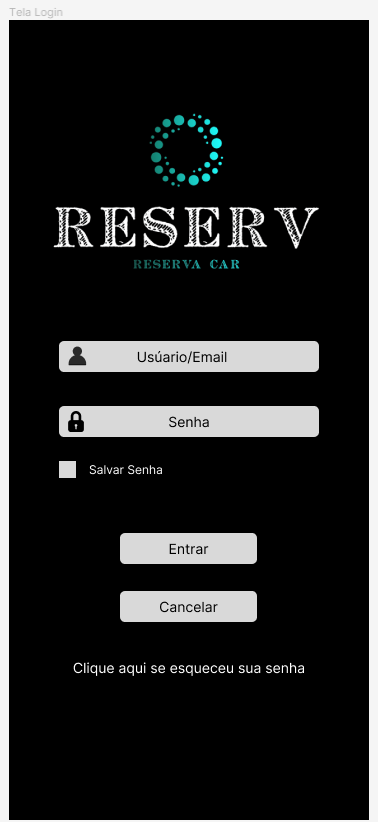 Tela Login
RESERV
RESERVA CAR
Usúario/Email
Senha
Salvar Senha
Entrar
Cancelar
Clique aqui se esqueceu sua senha